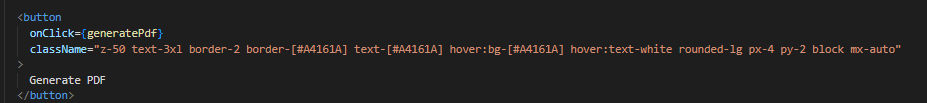 <button
onClick={generatePdf}
className="z-50 text-3xl border-2 border-[#A4161A] text-[#A4161A] hover:bg-[#A4161A] hover:text-white rounded-lg px-4 py-2 block mx-auto"
>
Generate PDF
</button>